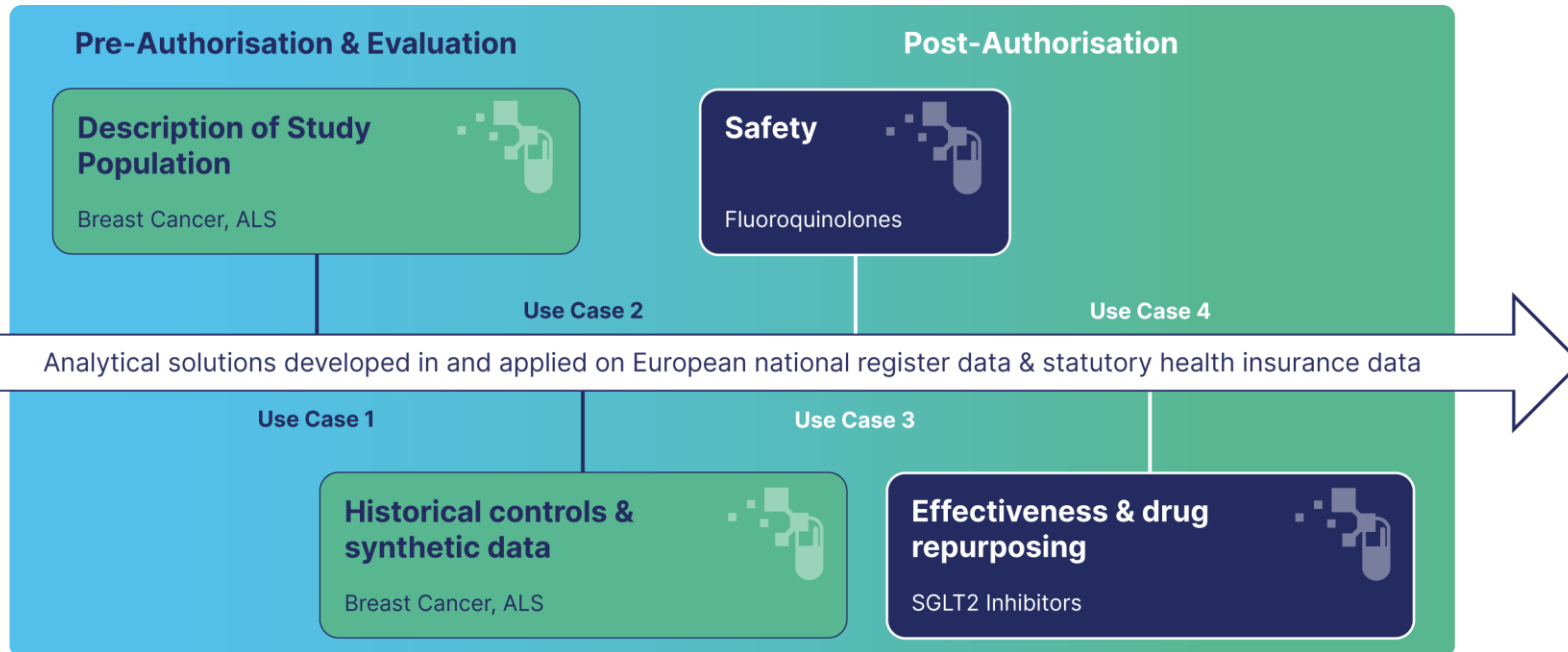 Pre-Authorisation & Evaluation
Post-Authorisation
Description of Study
Population
Breast Cancer, ALS
Safety
Fluoroquinolones
Use Case 2
Use Case 4
Analytical solutions developed in and applied on European national register data & statutory health insurance data
Use Case 1
Use Case 3
Historical controls &
synthetic data
Breast Cancer, ALS
Effectiveness & drug
repurposing
SGLT2 Inhibitors